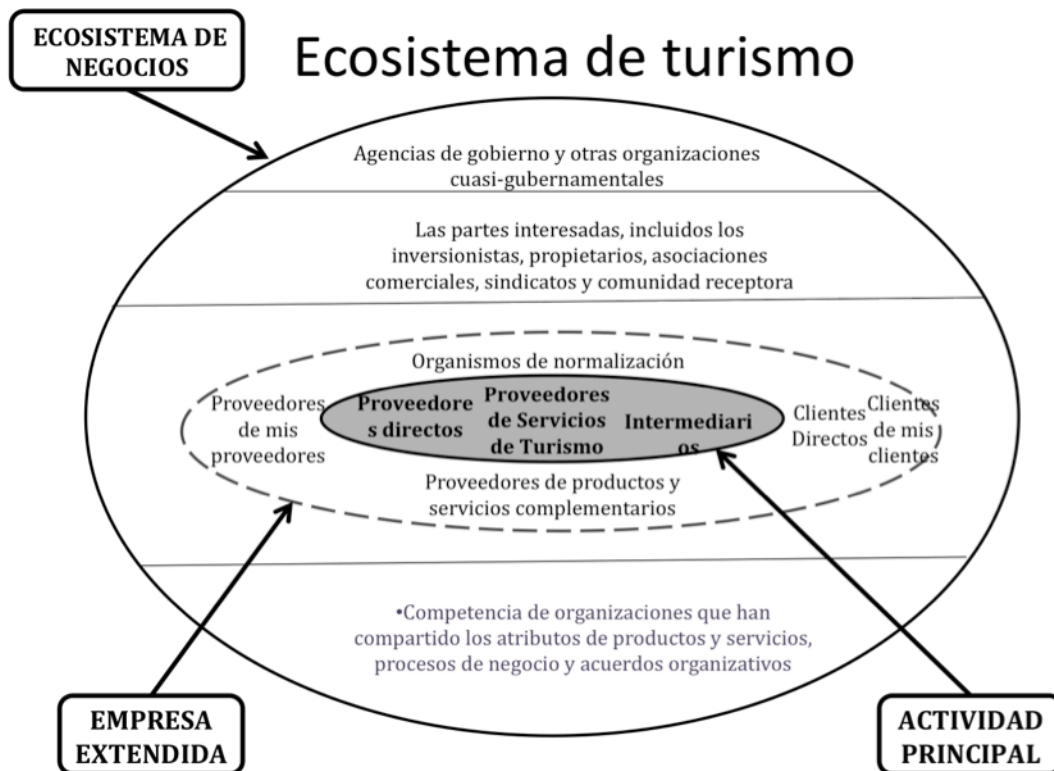 ECOSISTEMA DE
NEGOCIOS
Ecosistema de turismo
Agencias de gobierno y otras organizaciones
cuasi-gubernamentales
Las partes interesadas, incluidos los
inversionistas, propietarios, asociaciones
comerciales, sindicatos y comunidad receptora
Organismos de normalización
Proveedores
de mis
proveedores
Proveedore
s directos
Proveedores
de Servicios
de Turismo
Intermediari
os
Clientes
Directos
Clientes
de mis
clientes
Proveedores de productos y
servicios complementarios
•Competencia de organizaciones que han
compartido los atributos de productos y servicios,
procesos de negocio y acuerdos organizativos
EMPRESA
EXTENDIDA
ACTIVIDAD
PRINCIPAL